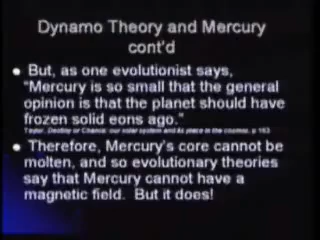 Dynamo Theory and Mercury
cont'd
But, as one evolutionist says,
"Mercury is so small that the general
opinion is that the planet should have
frozen solid eons ago."
Taylor, Destiny or Chance: our solar system and its place in the cosmos, p 163
Therefore, Mercury's core cannot be
molten, and so evolutionary theories
say that Mercury cannot have a
magnetic field. But it does!